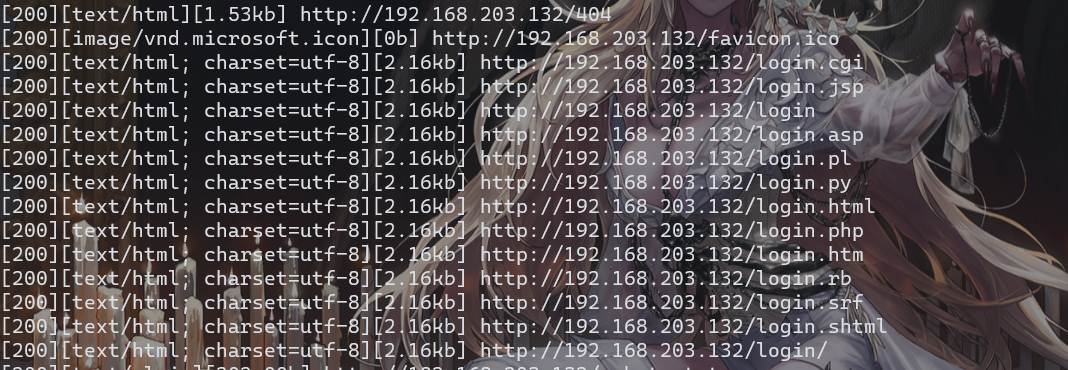 [200][text/html][1.53kb] http://192.168.203.132/404
[200][image/vnd.microsoft.icon][0b] http://192.168.203.132/favicon.ico
[200][text/html; charset=utf-8][2.16kb] http://192.168.203.132/login.cgi
[200][text/html; charset=utf-8][2.16kb] http://192.168.203.132/login.jsp
[200][text/html; charset=utf-8][2.16kb] http://192.168.203.132/login
[200][text/html; charset=utf-8][2.16kb] http://192.168.203.132/login.asp
[200][text/html; charset=utf-8][2.16kb] http://192.168.203.132/login.pl
[200][text/html; charset=utf-8][2.16kb] http://192.168.203.132/login.py
[200][text/html; charset=utf-8][2.16kb] http://192.168.203.132/login.html
[200][text/html; charset=utf-8][2.16kb] http://192.168.203.132/login.php
[200][text/html; charset=utf-8][2.16kb] http://192.168.203.132/login.htm
[200][text/html; charset=utf-8][2.16kb] http://192.168.203.132/login.rb
[200][text/html; charset=utf-8][2.16kb] http://192.168.203.132/login.srf
[200][text/html; charset=utf-8][2.16kb] http://192.168.203.132/login.shtml
[200][text/html; charset=utf-8][2.16kb] http://192.168.203.132/login/